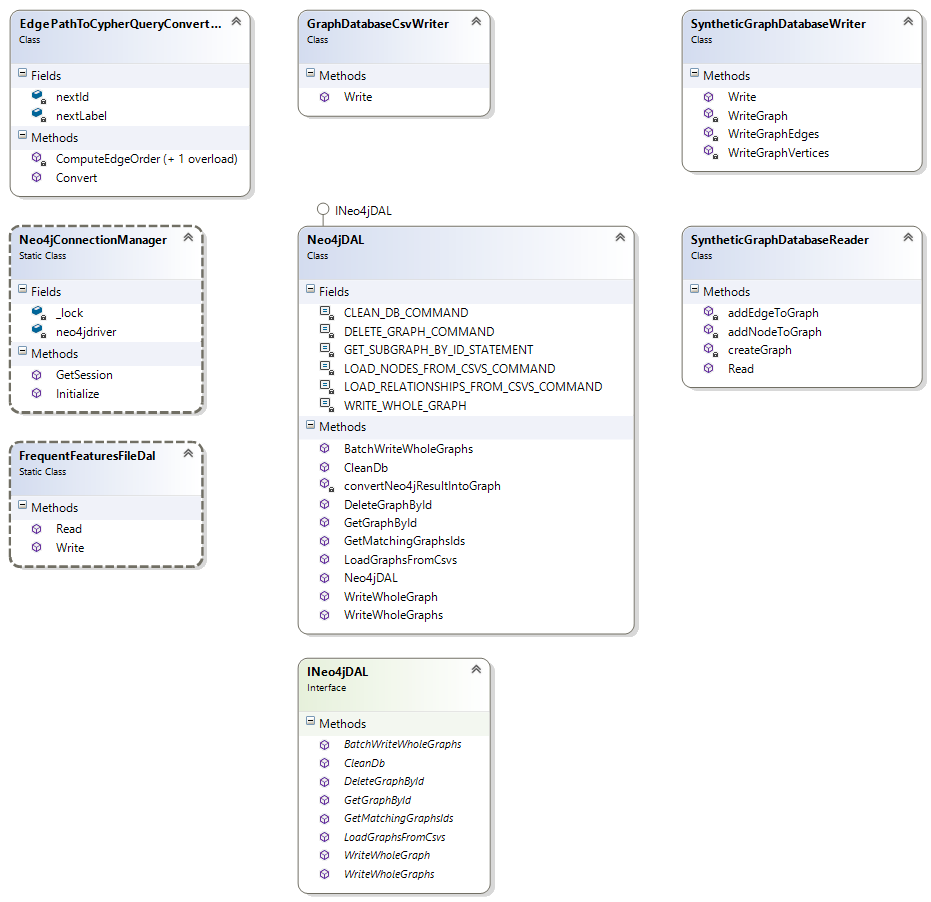 EdgePathToCypherQueryConvert...
Class
Fields
nextId
nextLabel
Methods
ComputeEdgeOrder (+ 1 overload)
Convert
GraphDatabaseCsvWriter
Class
Methods
Write
SyntheticGraphDatabaseWriter
Class
Methods
Write
WriteGraph
WriteGraphEdges
WriteGraphVertices
Neo4jConnectionManager
Static Class
Fields
_lock
neo4jdriver
Methods
GetSession
Initialize
INeo4jDAL
Neo4jDAL
Class
Fields
CLEAN_DB_COMMAND
DELETE_GRAPH_COMMAND
GET_SUBGRAPH_BY_ID_STATEMENT
LOAD_NODES_FROM_CSVS_COMMAND
LOAD_RELATIONSHIPS_FROM_CSVS_COMMAND
WRITE_WHOLE_GRAPH
Methods
BatchWriteWholeGraphs
CleanDb
convertNeo4jResultIntoGraph
DeleteGraphById
GetGraphById
GetMatchingGraphsIds
LoadGraphsFromCsvs
Neo4jDAL
WriteWholeGraph
WriteWholeGraphs
SyntheticGraphDatabaseReader
Class
Methods
addEdgeToGraph
addNodeToGraph
createGraph
Read
FrequentFeaturesFileDal
Static Class
Methods
Read
Write
INeo4jDAL
Interface
Methods
BatchWriteWholeGraphs
CleanDb
DeleteGraphById
GetGraphById
GetMatchingGraphsIds
LoadGraphsFromCsvs
WriteWholeGraph
WriteWholeGraphs